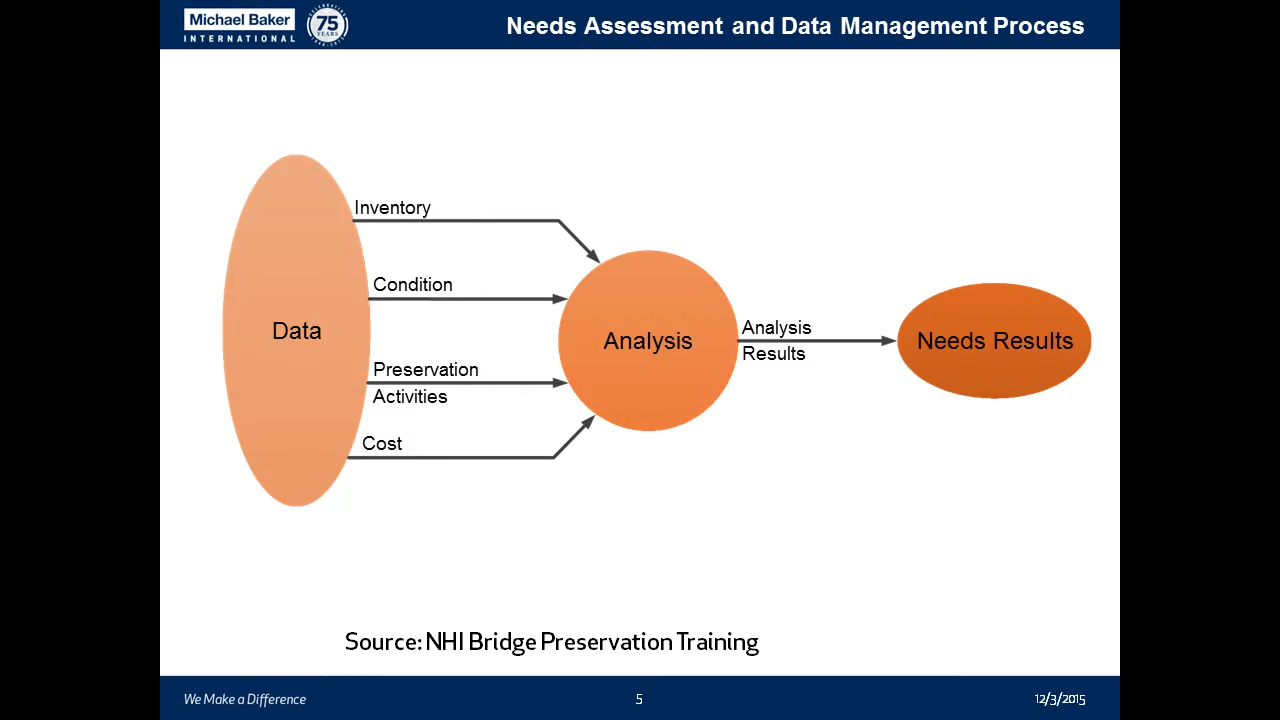 Michael Baker
INTERNATIONAL
75
YEARS
Needs Assessment and Data Management Process
Inventory
Condition
Data
Preservation
Activities
Cost
Analysis
Analysis
Results
Needs Results
Source: NHI Bridge Preservation Training
We Make a Difference
5
12/3/2015